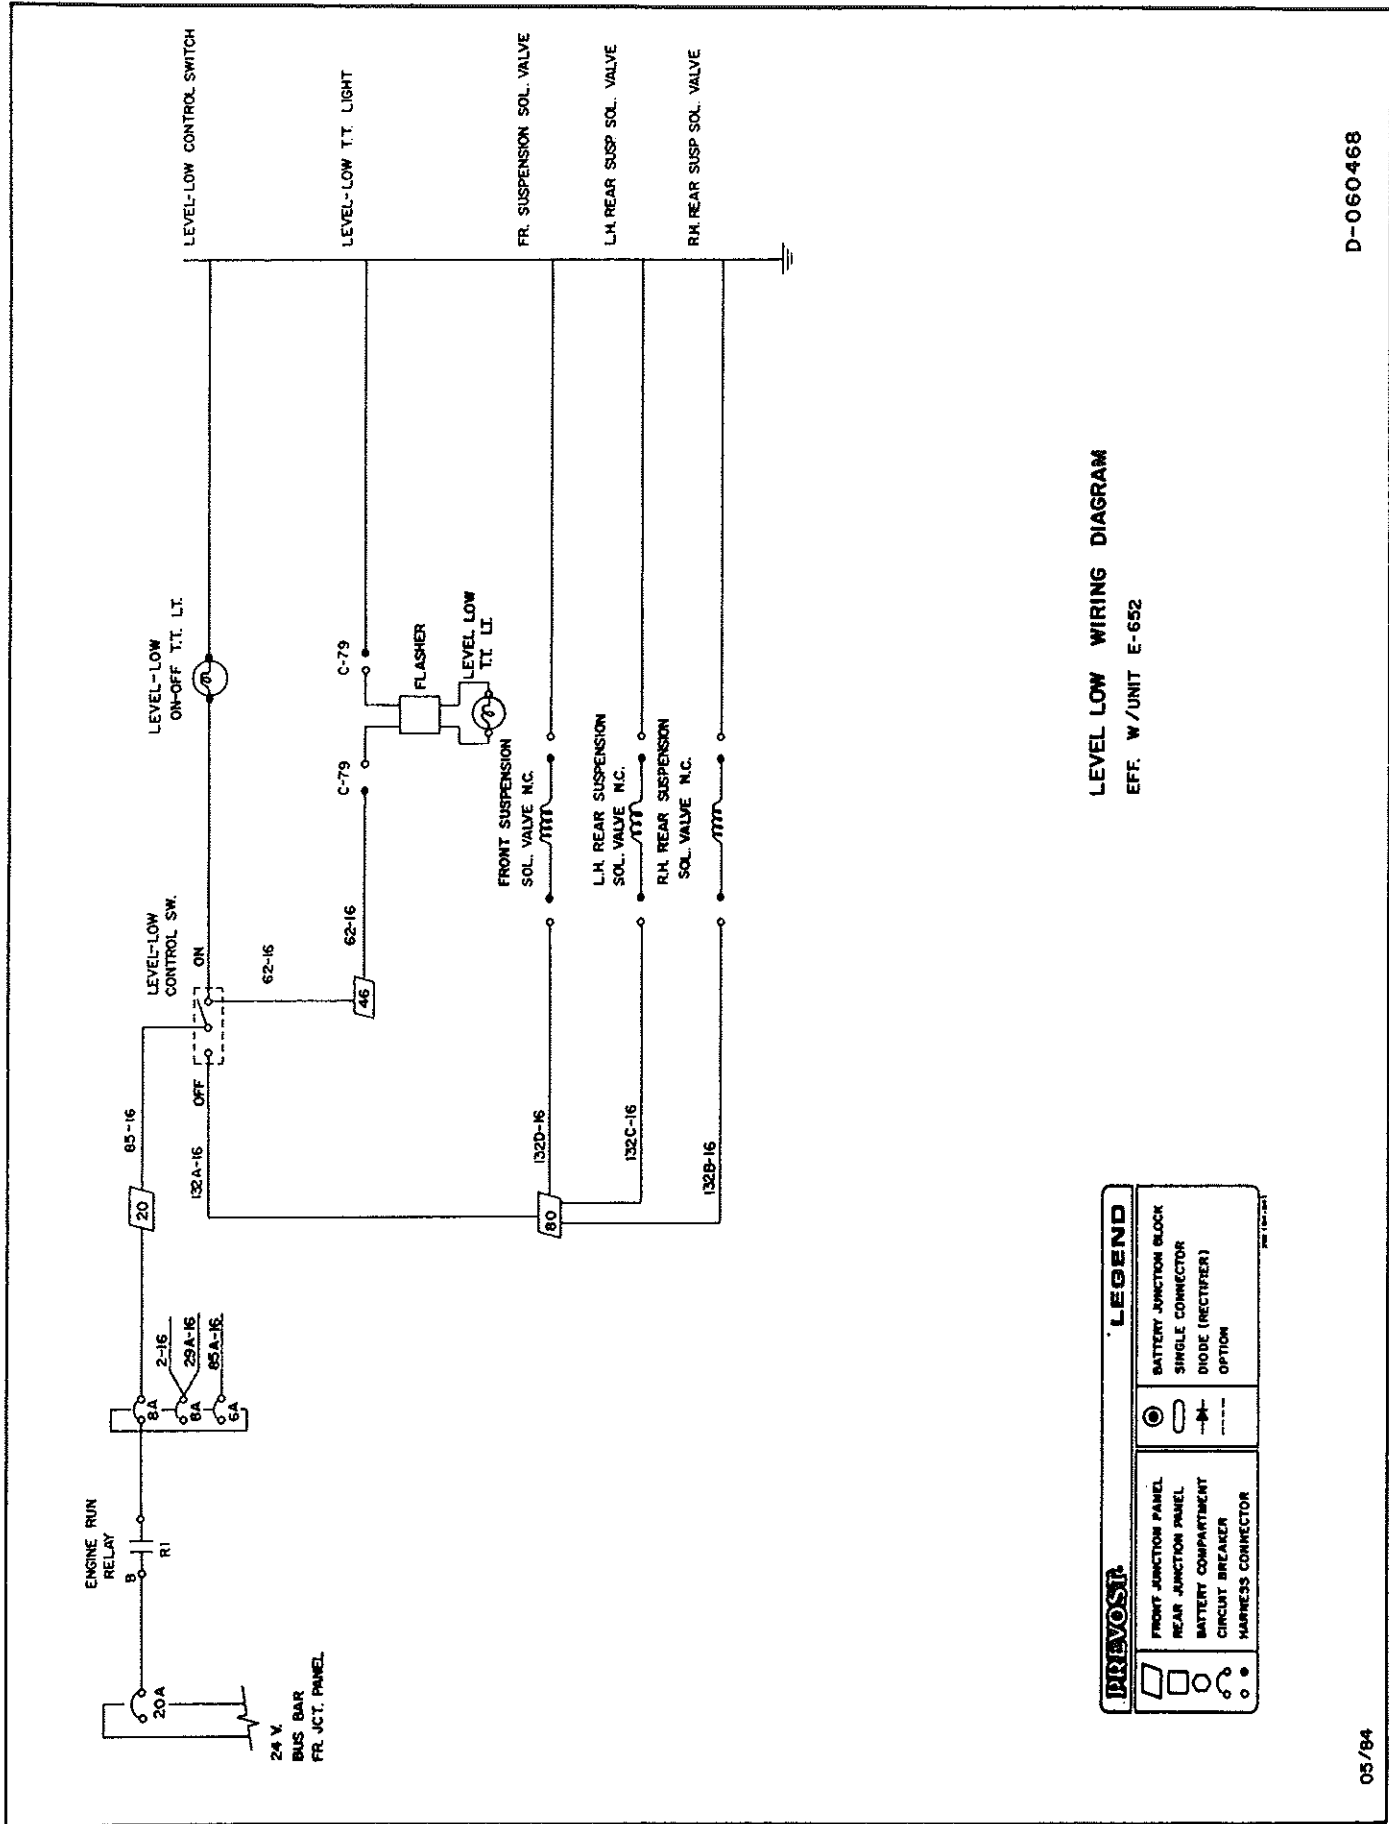 24 V.
BUS BAR
FR. JCT. PANEL
20A
ENGINE RUN
RELAY
B
R1
8A
8A
6A
2-16
29A-16
85A-16
20
85-16
LEVEL-LOW
CONTROL SW.
OFF
ON
132A-16
62-16
46
62-16
LEVEL-LOW
ON-OFF T.T. LT.
C-79
C-79
FLASHER
LEVEL LOW
T.T. LT.
80
132D-16
132C-16
132B-16
FRONT SUSPENSION
SOL. VALVE N.C.
L.H. REAR SUSPENSION
SOL. VALVE N.C.
R.H. REAR SUSPENSION
SOL. VALVE N.C.
LEVEL-LOW CONTROL SWITCH
LEVEL-LOW T.T. LIGHT
FR. SUSPENSION SOL. VALVE
L.H. REAR SUSP. SOL. VALVE
R.H. REAR SUSP SOL. VALVE
PREVOST
LEGEND
FRONT JUNCTION PANEL
REAR JUNCTION PANEL
BATTERY COMPARTMENT
CIRCUIT BREAKER
HARNESS CONNECTOR
BATTERY JUNCTION BLOCK
SINGLE CONNECTOR
DIODE (RECTIFIER)
OPTION
LEVEL LOW WIRING DIAGRAM
EFF. W/UNIT E-652
05/84
D-060468